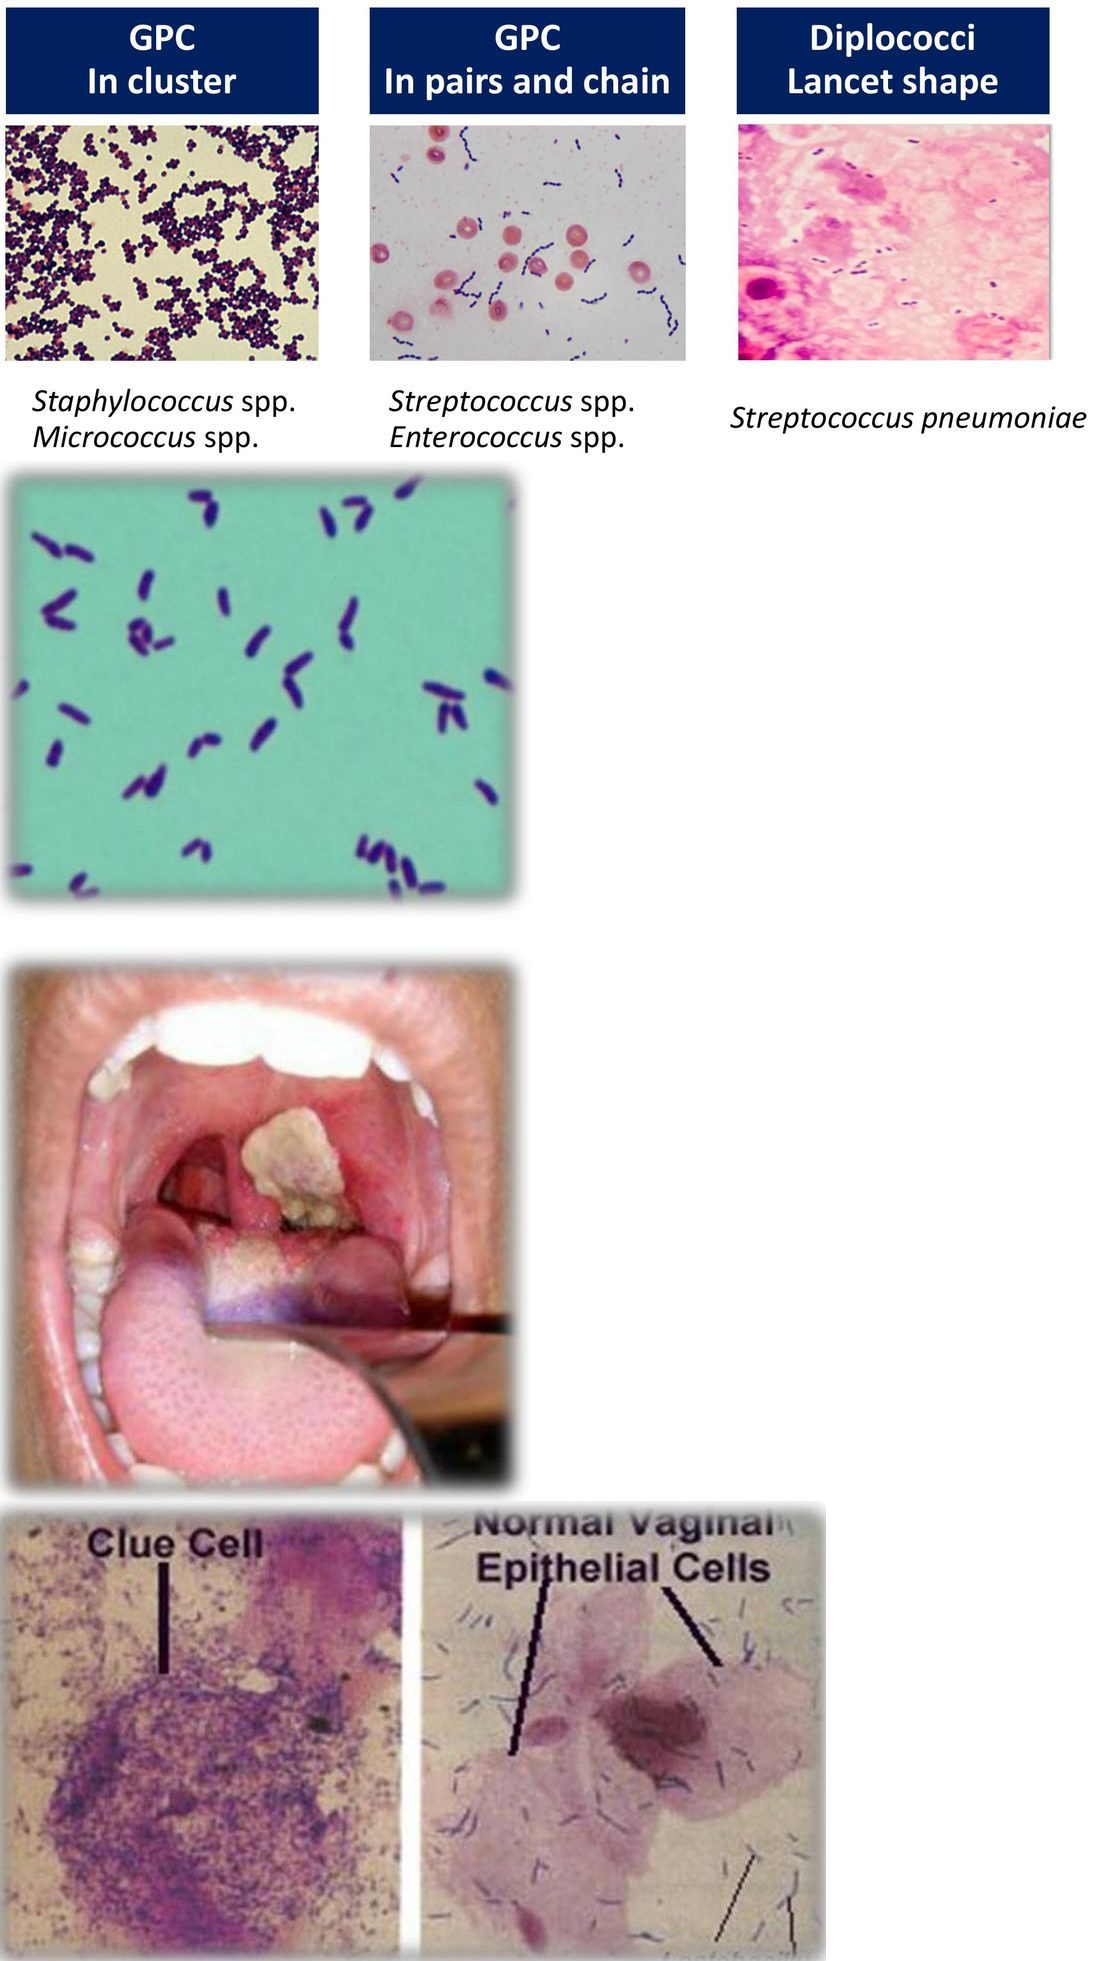 GPC
In cluster
GPC
In pairs and chain
Diplococci
Lancet shape
Staphylococcus spp.
Micrococcus spp.
Streptococcus spp.
Enterococcus spp.
Streptococcus pneumoniae
Clue Cell
Normal Vaginal
Epithelial Cells